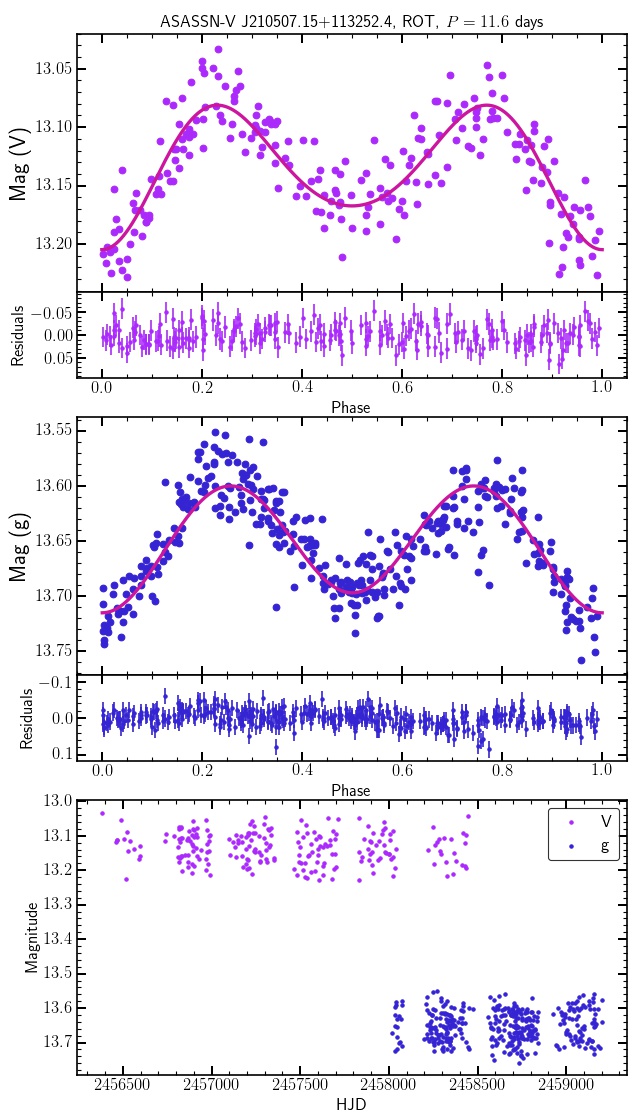 ASASSN-V J210507.15+113252.4, ROT, P = 11.6 days
13.05
13.10
13.15
13.20
Mag (V)
−0.05
0.00
0.05
Residuals
0.0 0.2 0.4 0.6 0.8 1.0
Phase
13.55
13.60
13.65
13.70
13.75
Mag (g)
−0.1
0.0
0.1
Residuals
0.0 0.2 0.4 0.6 0.8 1.0
Phase
13.0
13.1
13.2
13.3
13.4
13.5
13.6
13.7
Magnitude
V
g
2456500 2457000 2457500 2458000 2458500 2459000
HJD